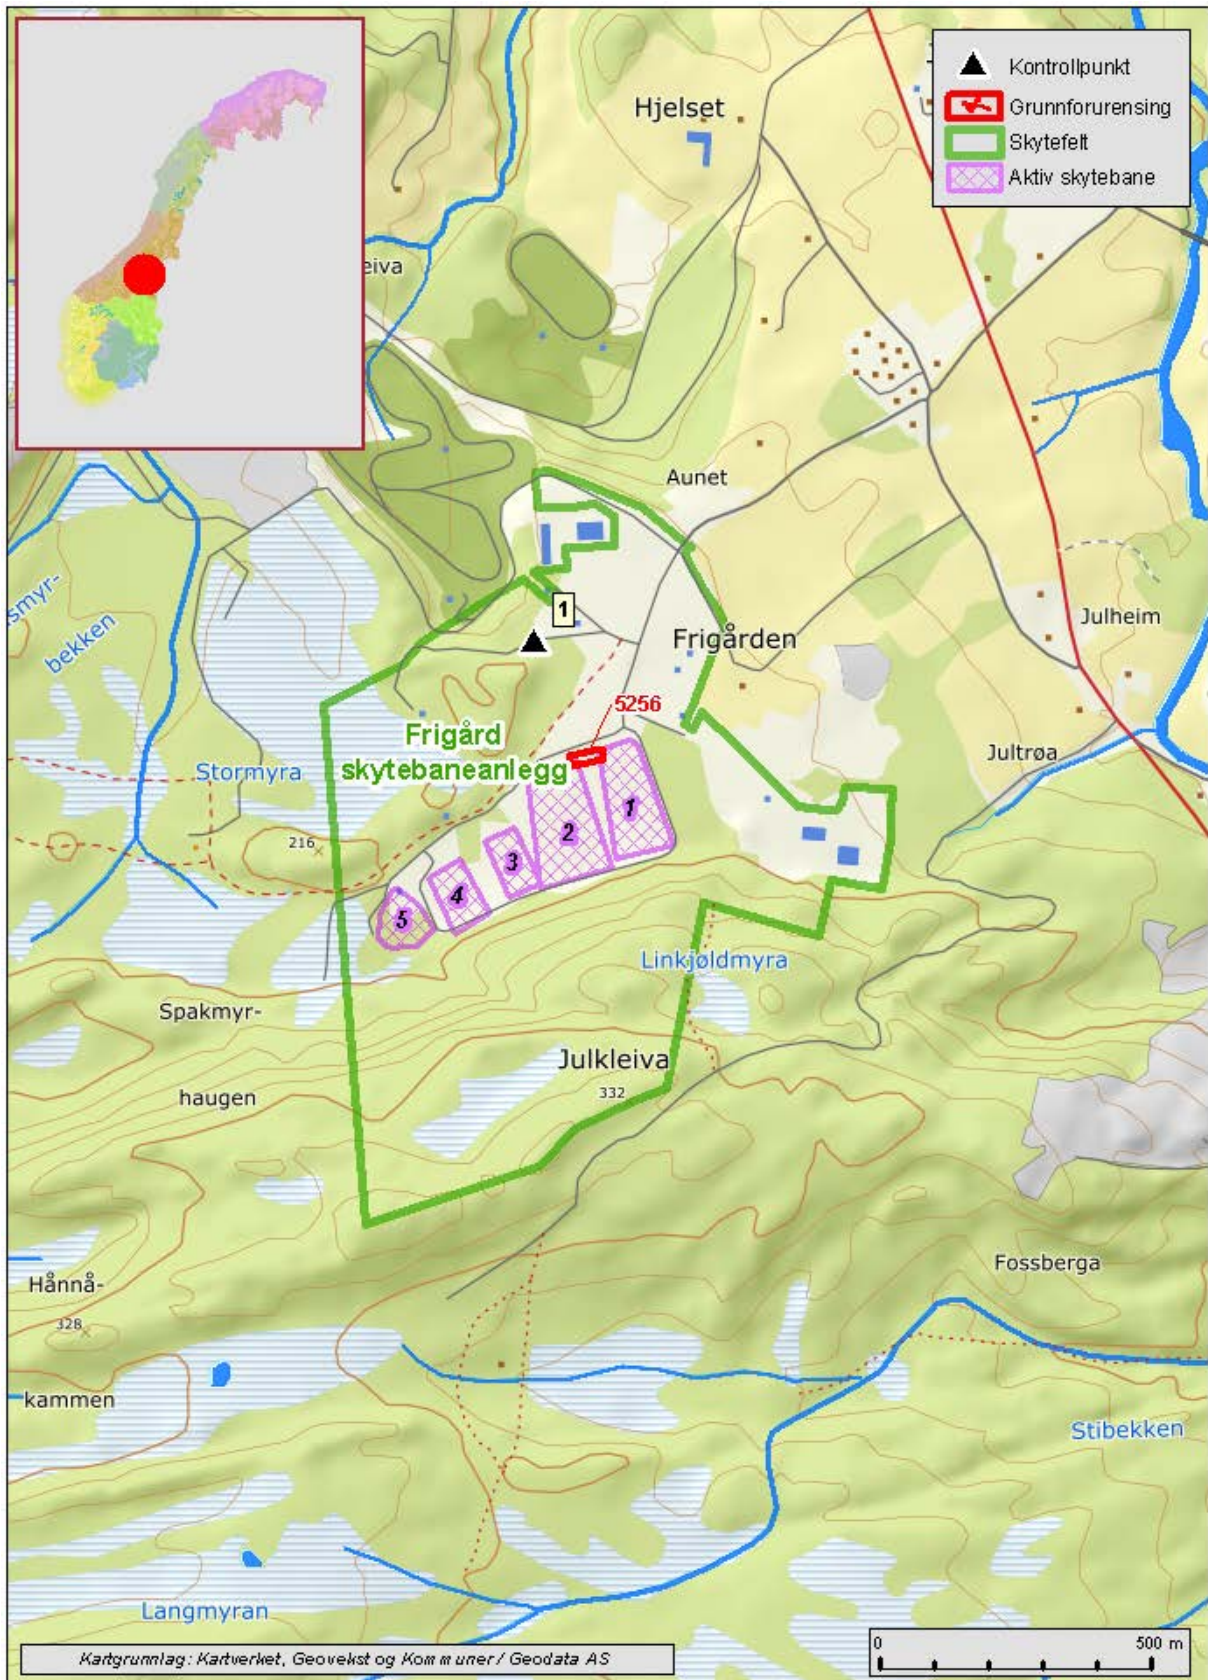 Kontrollpunkt
Grunnforurensing
Skytefelt
Aktiv skytebane
Hjelset
eiva
Aunet
smyr-
bekken
1
Frigården
Julheim
5256
Frigård
skytebaneanlegg
Stormyra
Jultrøa
216
1
2
3
4
5
Linkjøldmyra
Spakmyr-
haugen
Julkleiva
332
Fossberga
Hånnå-
328
kammen
Stibekken
Langmyran
Kartgrunnlag: Kartverket, Geovekst og Kommuner / Geodata AS
0
500 m